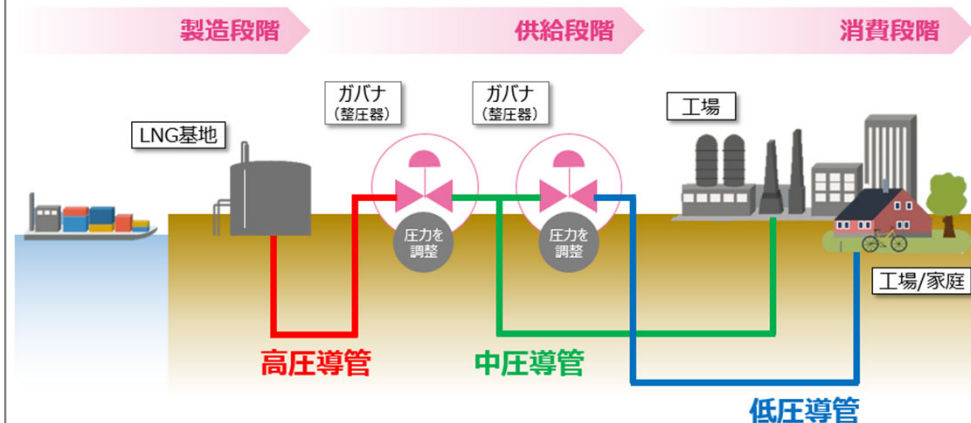 製造段階
供給段階
消費段階
ガバナ
(整圧器)
ガバナ
(整圧器)
工場
LNG基地
圧力を
調整
圧力を
調整
工場/家庭
高圧導管
中圧導管
低圧導管